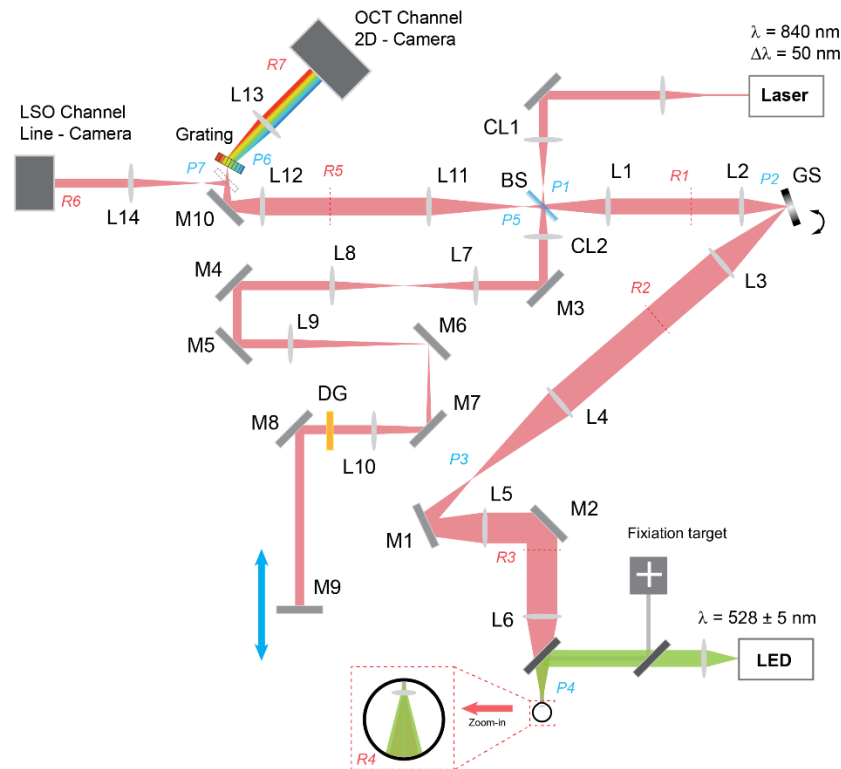 OCT Channel
2D - Camera
λ = 840 nm
Δλ = 50 nm
Laser
R7
L13
CL1
LSO Channel
Line - Camera
Grating
P7
P6
L12
R5
L11
BS
P1
L1
R1
L2
P2
GS
R6
L14
M10
P5
CL2
L3
M4
L8
L7
M3
R2
M5
L9
M6
L4
DG
M8
M7
L10
P3
L5
M2
M1
R3
Fixiation target
M9
L6
λ = 528 ± 5 nm
LED
P4
Zoom-in
R4